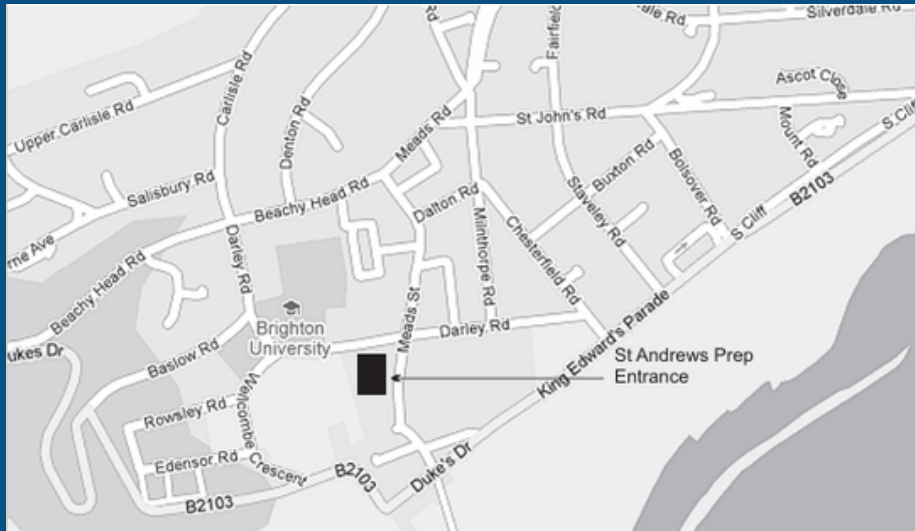 Silverdale Rd
Fairfield
Ascot Close
Upper Carlisle Rd
Carlisle Rd
Denton Rd
Meads Rd
St John's Rd
Mount Rd
S Cliff
B2103
Salisbury Rd
Beachy Head Rd
Dalton Rd
Buxton Rd
Bolsover Rd
Staveley Rd
S Cliff
Darley Rd
Milnthorpe Rd
Chesterfield Rd
Beachy Head Rd
Meads St
Brighton
University
Darley Rd
King Edward's Parade
Baslow Rd
St Andrews Prep
Entrance
Wellcombe Crescent
Rowsley Rd
Edensor Rd
B2103
B2103
Duke's Dr